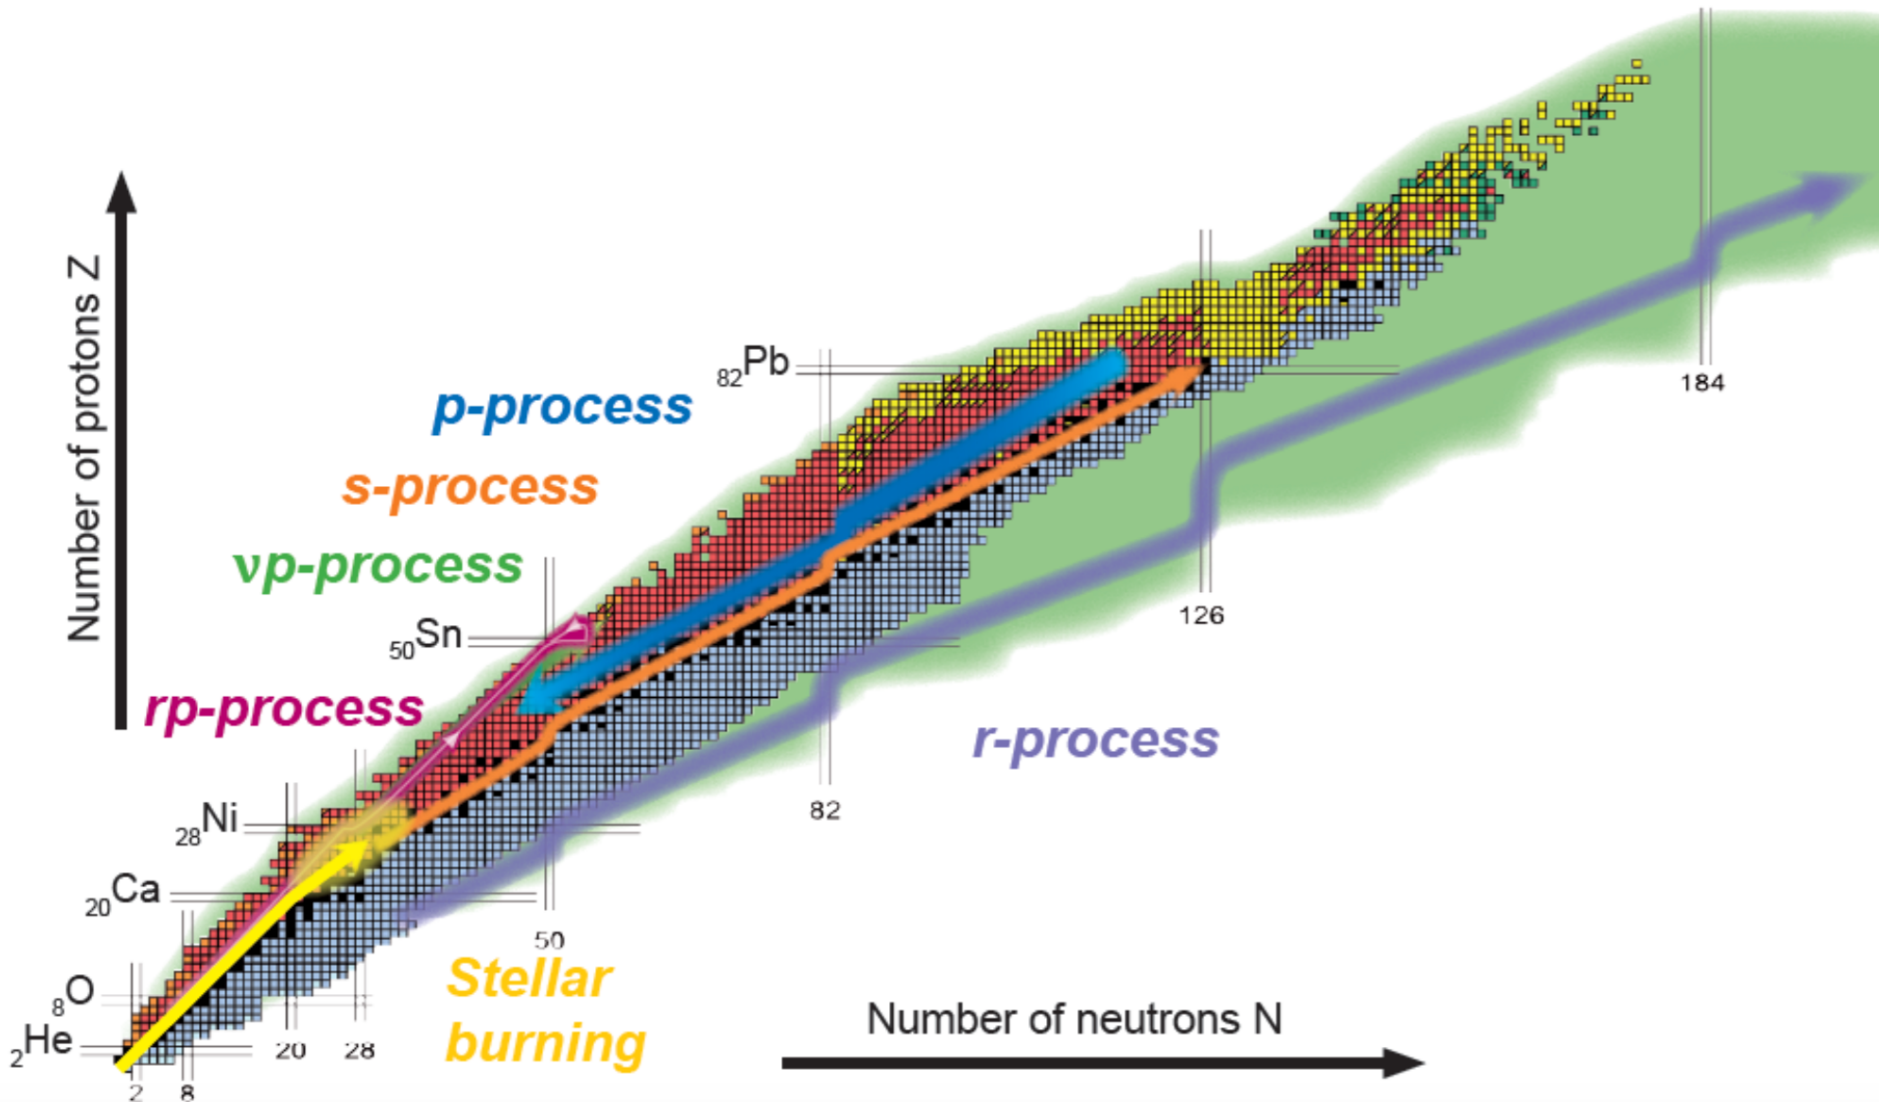 Number of protons Z
82Pb
184
p-process
s-process
νp-process
126
50Sn
rp-process
r-process
82
28Ni
20Ca
50
Stellar
burning
8O
Number of neutrons N
2He
20
28
2
8